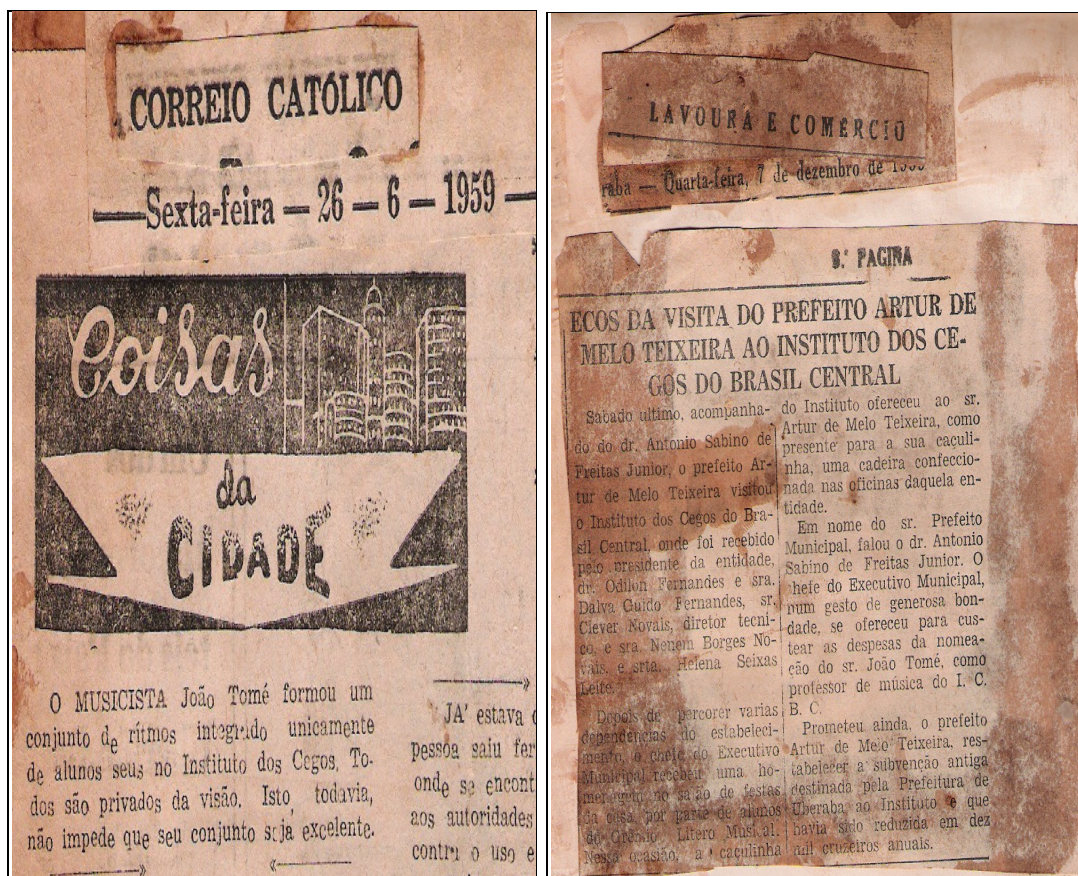 CORREIO CATÓLICO
Sexta-feira — 26 — 6 — 1959 —
Coisas
da
CIDADE
O MUSICISTA João Tomé formou um
conjunto de rítmos integrado unicamente
de alunos seus no Instituto dos Cegos. To-
dos são privados da visão. Isto, todavia,
não impede que seu conjunto seja excelente.
JA' estava
pessoa saiu
onde se
aos autoridades
contra o uso e
LAVOURA E COMERCIO
raba — Quarta-feira, 7 de dezembro de
PAGINA
ECOS DA VISITA DO PREFEITO ARTUR DE
MELO TEIXEIRA AO INSTITUTO DOS CE-
GOS DO BRASIL CENTRAL
Sabado ultimo, acompanha-
do do dr. Antonio Sabino de
Freitas Junior, o prefeito Ar-
tur de Melo Teixeira visitou
o Instituto dos Cegos do Bra-
sil Central, onde foi recebido
pelo presidente da entidade,
dr. Odilon Fernandes e sra.
Dalva Guido Fernandes, sr.
Clever Novais, diretor tecni-
co, e sra. Nenem Borges No-
vais, e srta. Helena Seixas
Leite.
Depois de percorer varias
dependencias do estabeleci-
mento, o chefe do Executivo
Municipal recebeu uma ho-
menagem no salão de festas
da casa por parte de alunos
do Grêmio Lítero Musical.
Nessa ocasião, a caçulinha
do Instituto ofereceu ao sr.
Artur de Melo Teixeira, como
presente para a sua caculi-
nha, uma cadeira confeccio-
nada nas oficinas daquela en-
tidade.
Em nome do sr. Prefeito
Municipal, falou o dr. Antonio
Sabino de Freitas Junior. O
chefe do Executivo Municipal,
num gesto de generosa bon-
dade, se ofereceu para cus-
tear as despesas da nomea-
ção do sr. João Tomé, como
professor de música do I. C.
B. C.
Prometeu ainda, o prefeito
Artur de Melo Teixeira, res-
tabelecer a subvenção antiga
destinada pela Prefeitura de
Uberaba ao Instituto e que
havia sido reduzida em dez
mil cruzeiros anuais.